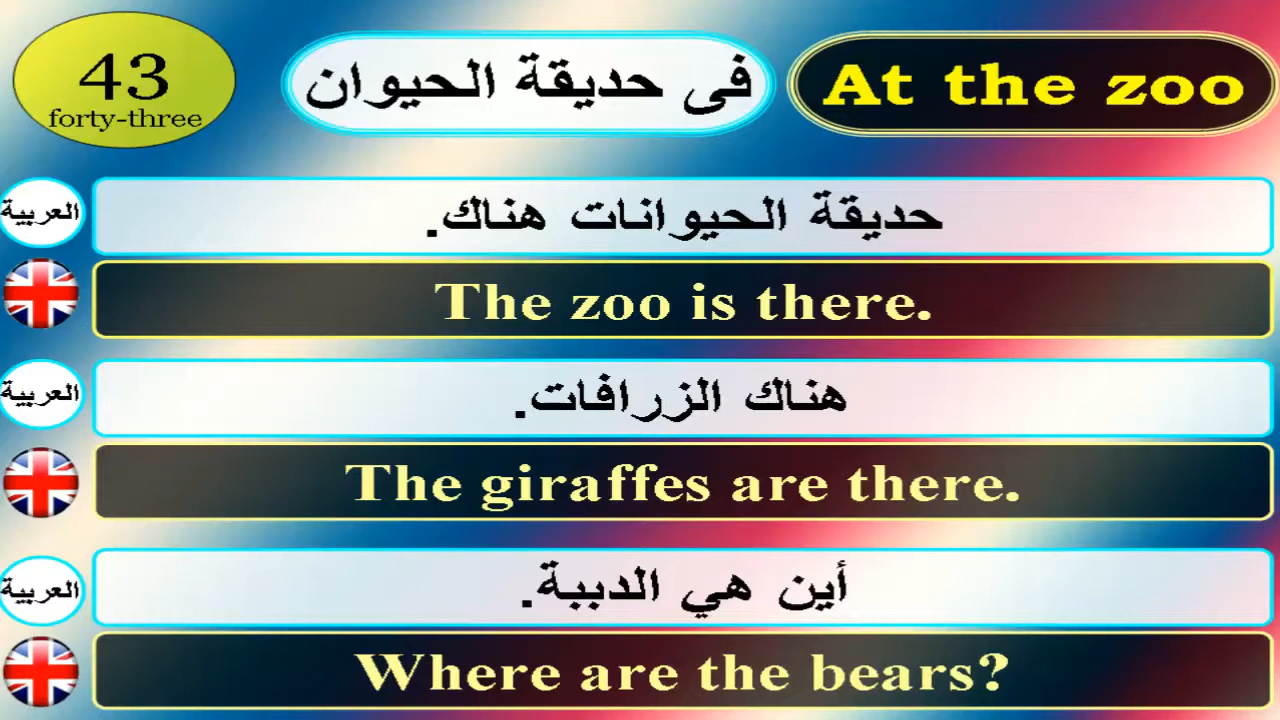 43
forty-three
فى حديقة الحيوان
At the zoo
العربية
حديقة الحيوانات هناك.
The zoo is there.
العربية
هناك الزرافات.
The giraffes are there.
العربية
أين هي الدببة.
Where are the bears?